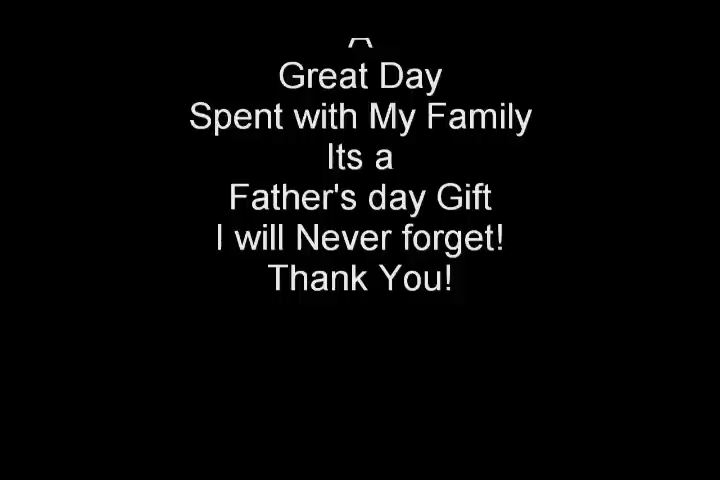 A
Great Day
Spent with My Family
Its a
Father's day Gift
I will Never forget!
Thank You!